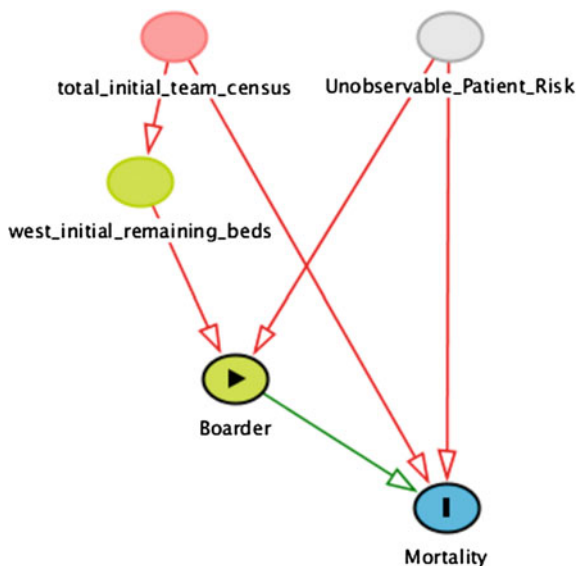 total_initial_team_census
Unobservable_Patient_Risk
west_initial_remaining_beds
Boarder
Mortality